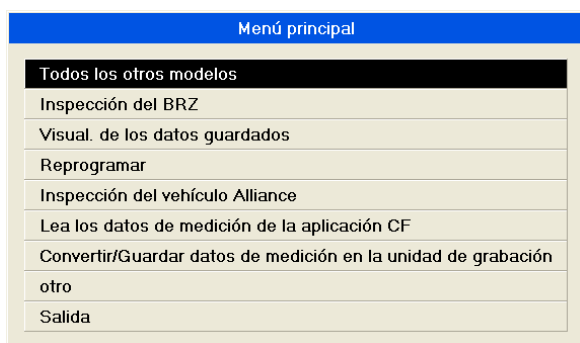 Menú principal
Todos los otros modelos
Inspección del BRZ
Visual. de los datos guardados
Reprogramar
Inspección del vehículo Alliance
Lea los datos de medición de la aplicación CF
Convertir/Guardar datos de medición en la unidad de grabación
otro
Salida